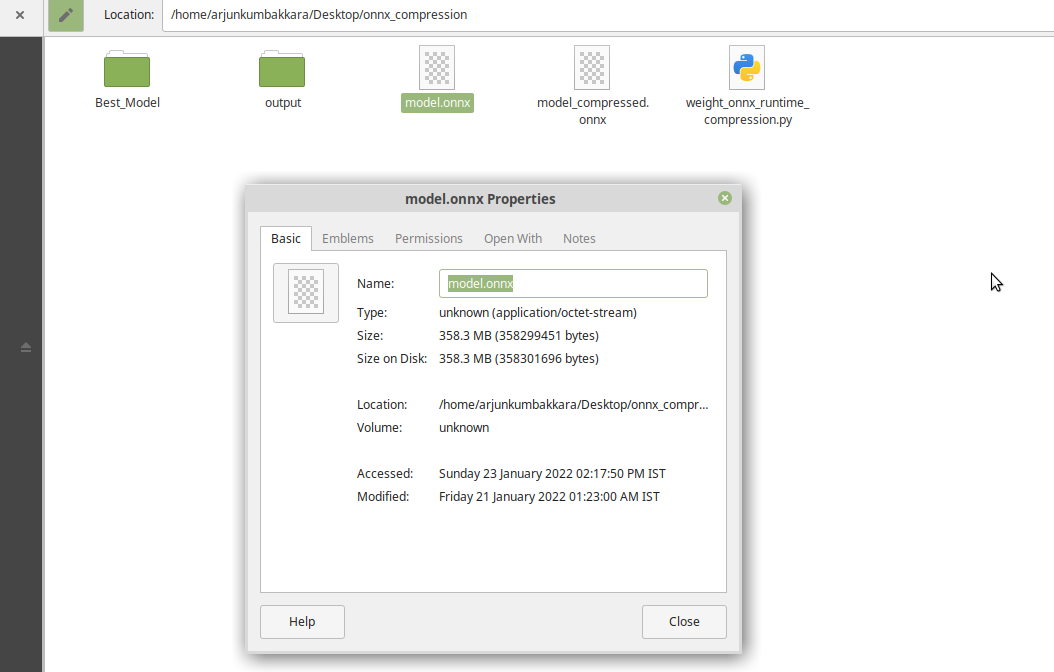 Location: /home/arjunkumbakkara/Desktop/onnx_compression
Best_Model
output
model.onnx
model_compressed.
onnx
weight_onnx_runtime_
compression.py
model.onnx Properties
Basic Emblems Permissions Open With Notes
Name: model.onnx
Type: unknown (application/octet-stream)
Size: 358.3 MB (358299451 bytes)
Size on Disk: 358.3 MB (358301696 bytes)
Location: /home/arjunkumbakkara/Desktop/onnx_compr...
Volume: unknown
Accessed: Sunday 23 January 2022 02:17:50 PM IST
Modified: Friday 21 January 2022 01:23:00 AM IST
Help Close